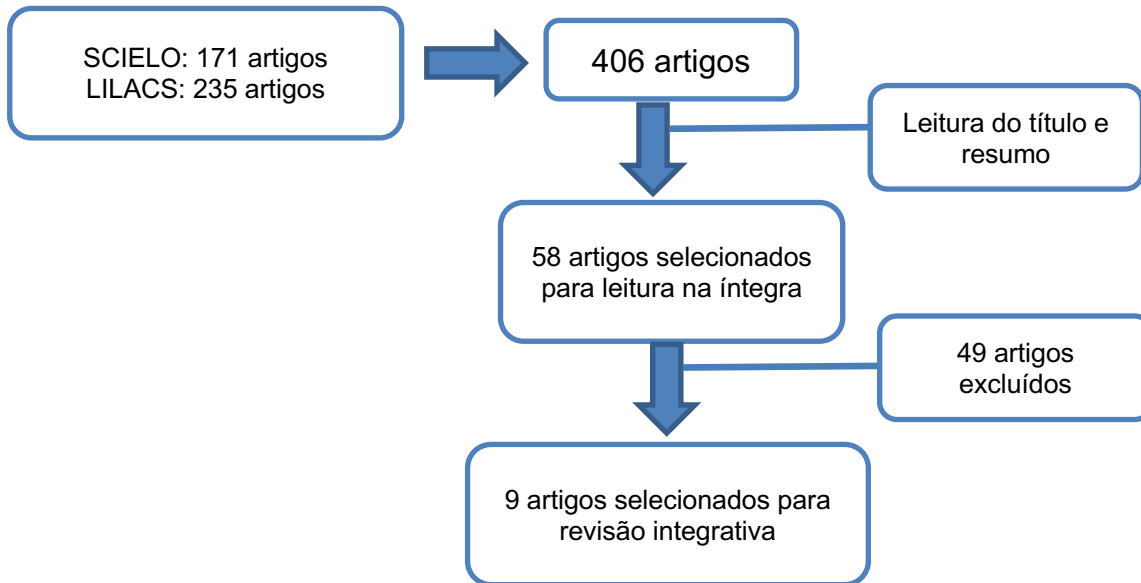 SCIELO: 171 artigos
LILACS: 235 artigos
406 artigos
Leitura do título e
resumo
58 artigos selecionados
para leitura na íntegra
49 artigos
excluídos
9 artigos selecionados para
revisão integrativa